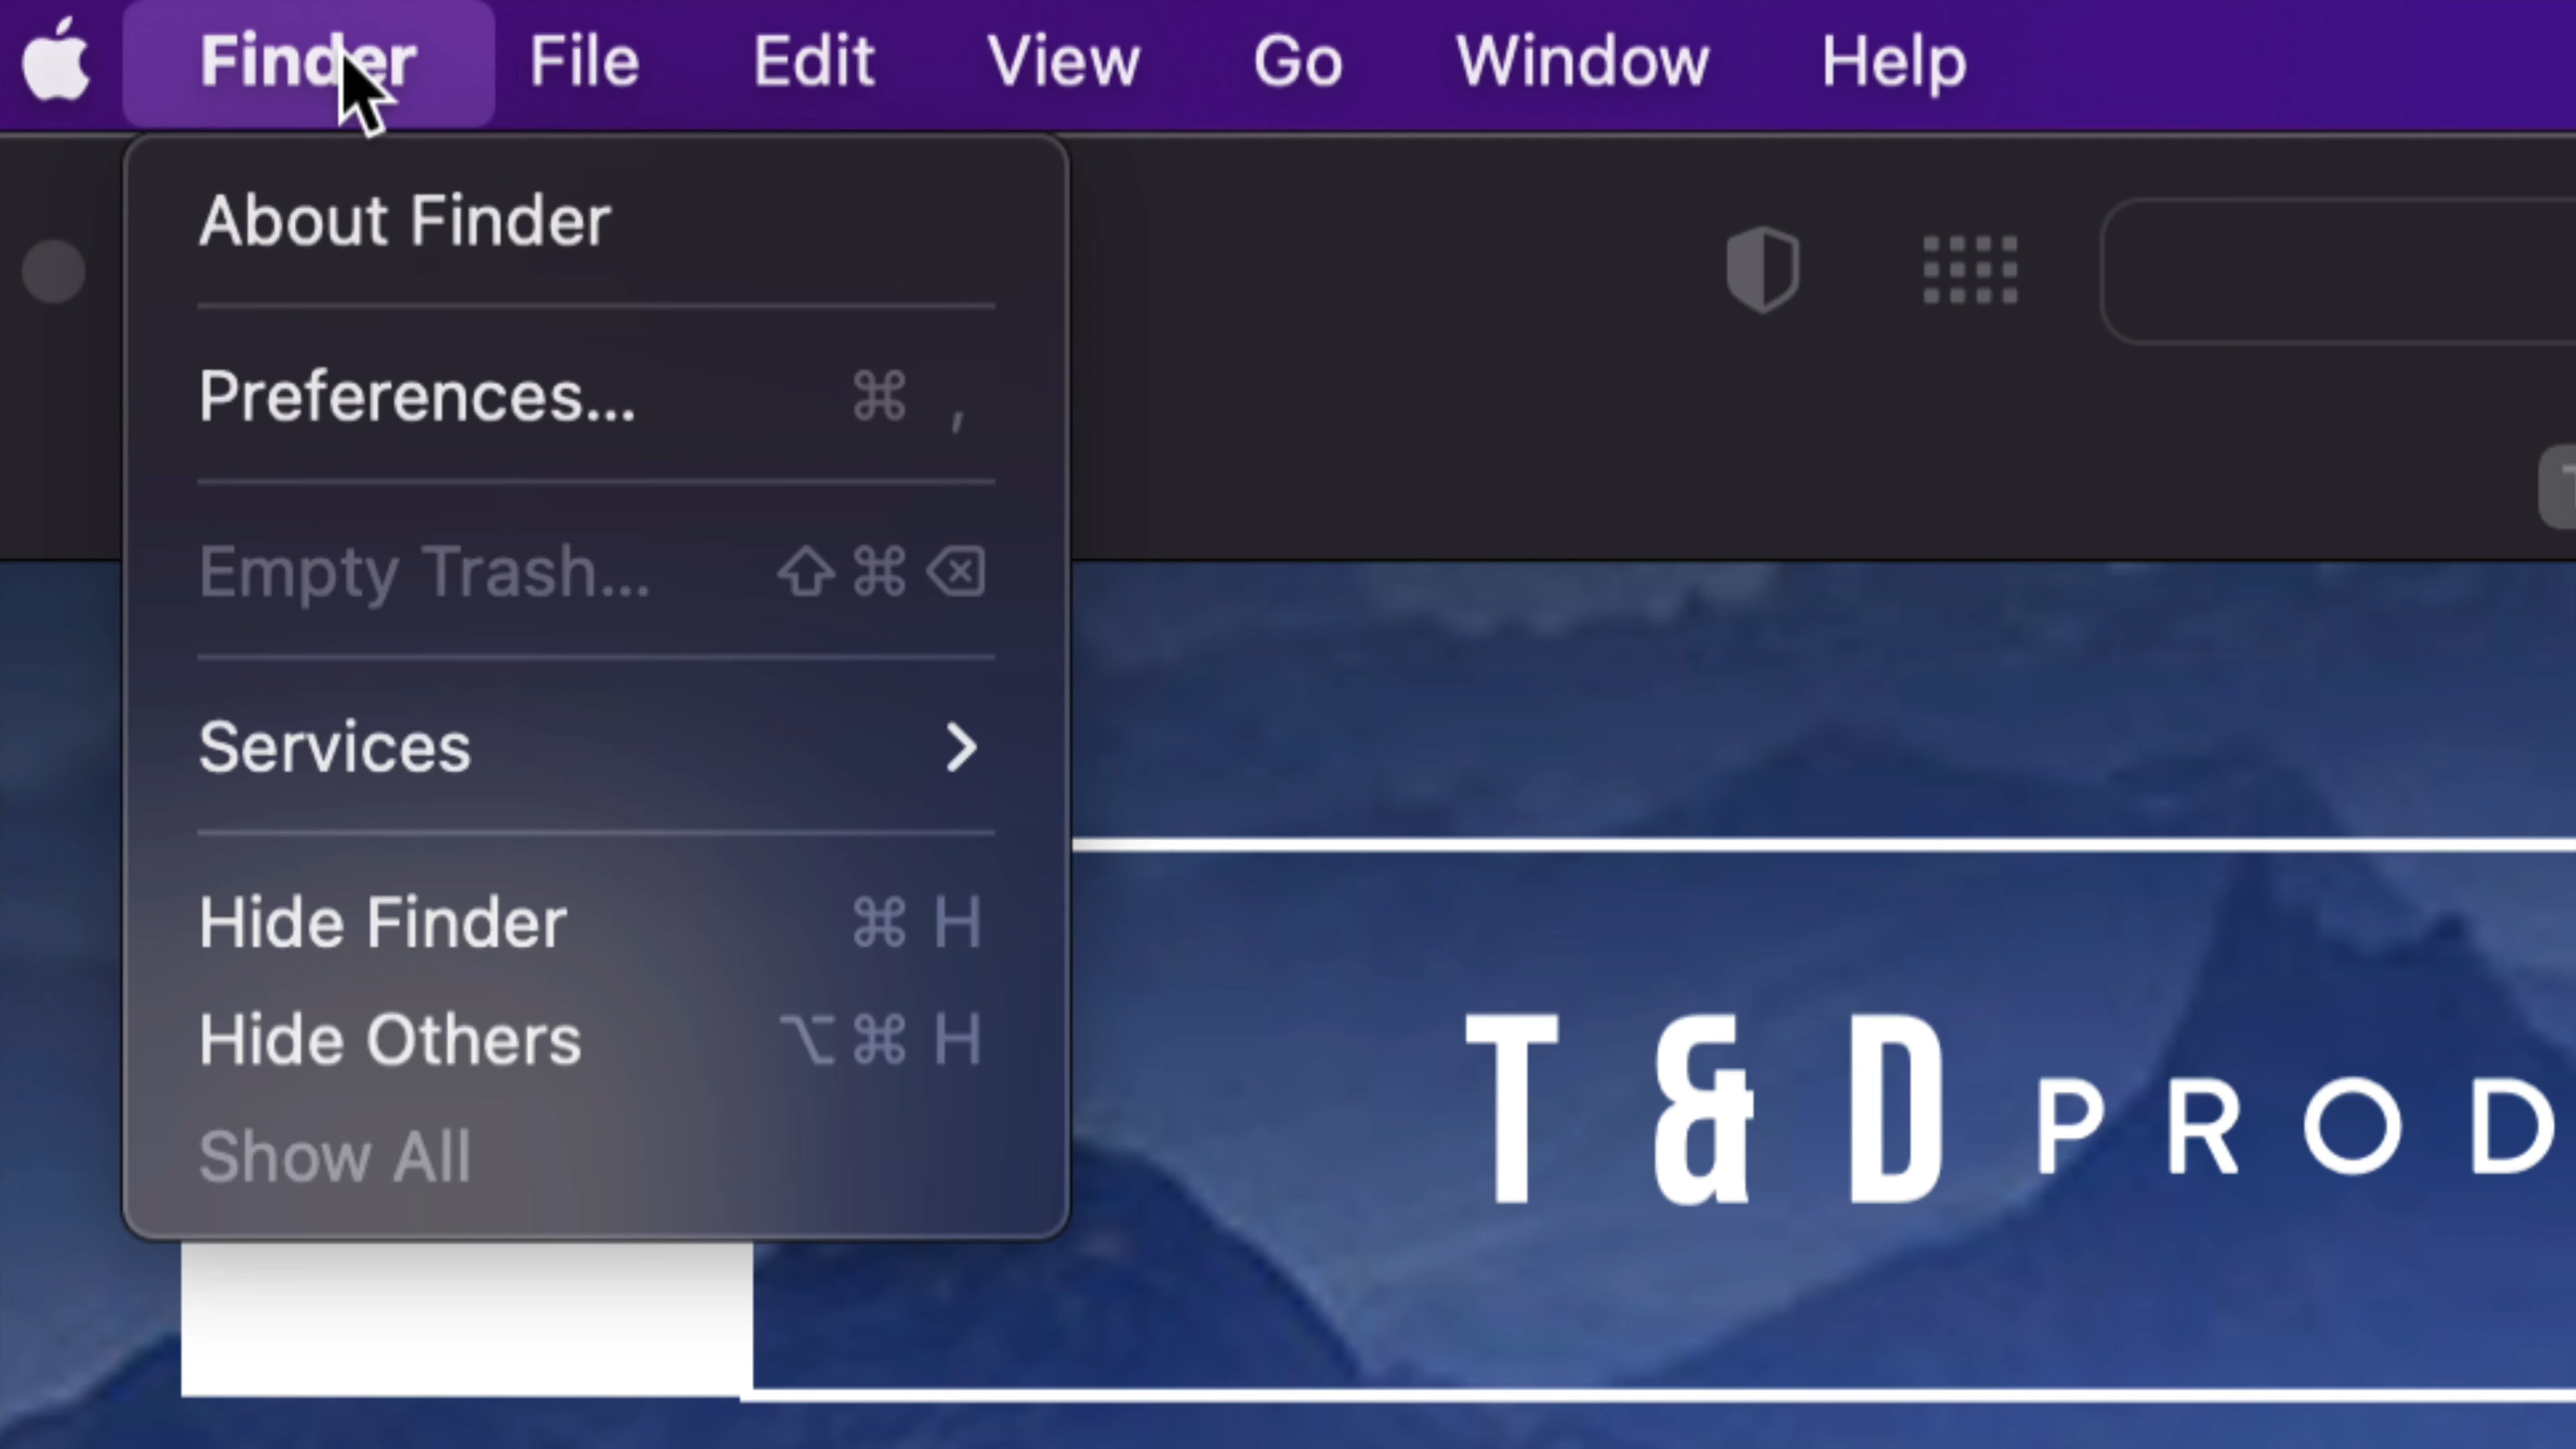 Finder File Edit View Go Window Help
About Finder
Preferences... ⌘ ,
Empty Trash... ⇧⌘⌫
Services >
Hide Finder ⌘ H
Hide Others ⌥⌘ H
Show All
T & D PROD